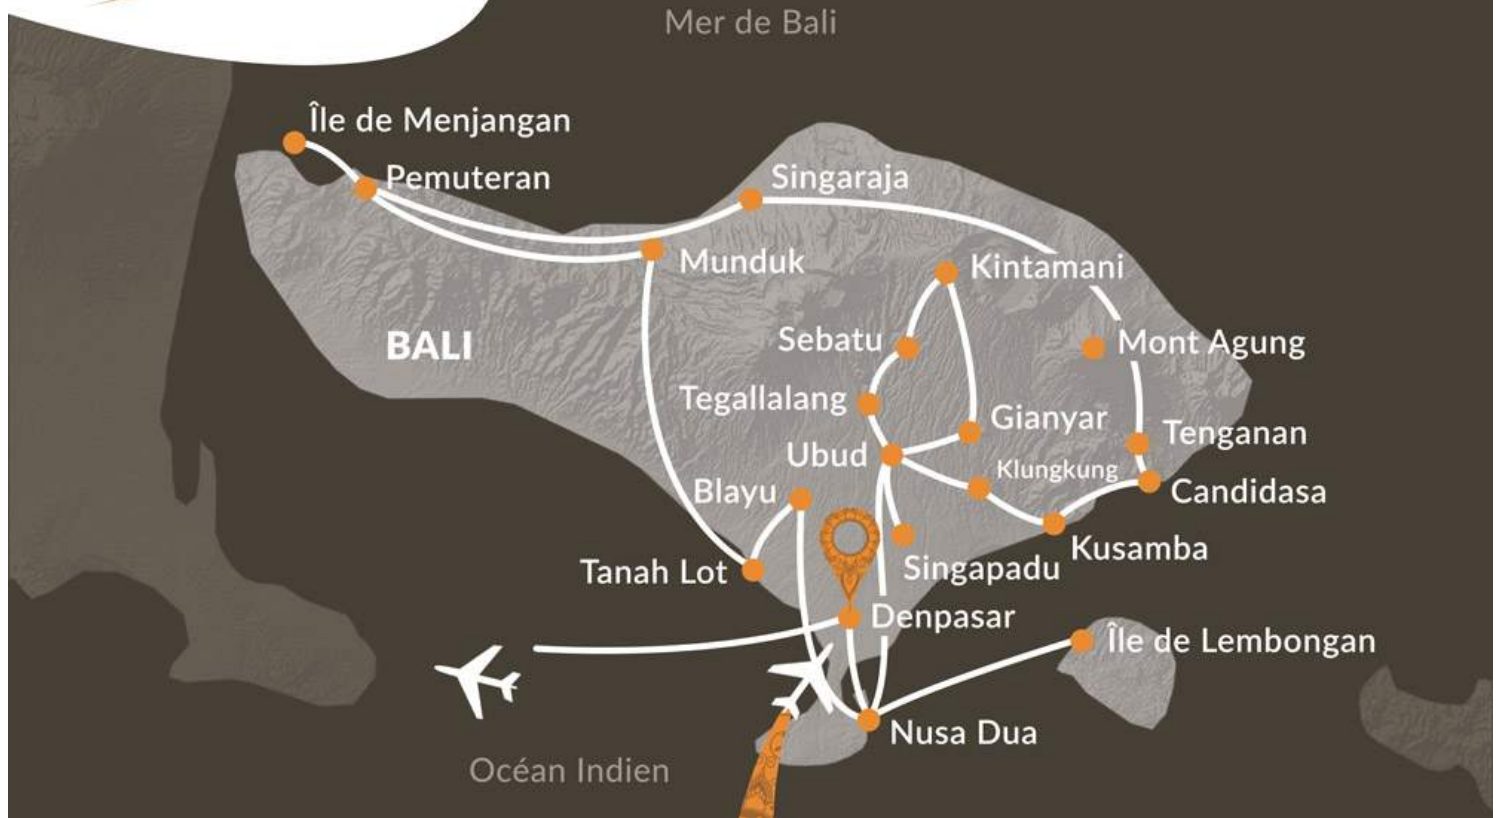 Mer de Bali
Île de Menjangan
Pemuteran
Singaraja
Munduk
Kintamani
BALI
Sebatu
Mont Agung
Tegallalang
Gianyar
Tenganan
Ubud
Klungkung
Blayu
Candidasa
Kusamba
Tanah Lot
Singapadu
Denpasar
Île de Lembongan
Nusa Dua
Océan Indien